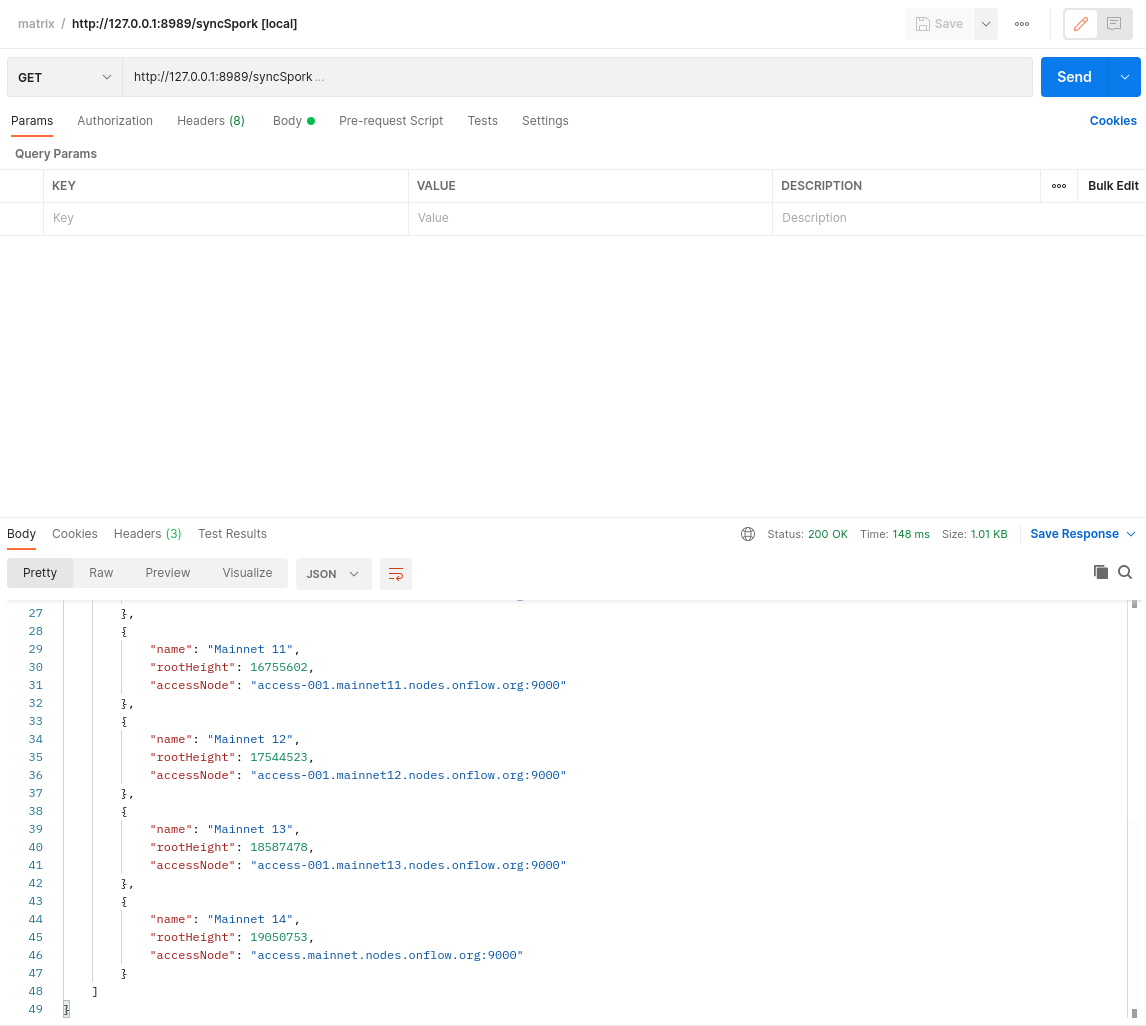 matrix / http://127.0.0.1:8989/syncSpork [local]
Save
GET
http://127.0.0.1:8989/syncSpork ...
Send
Params Authorization Headers (8) Body Pre-request Script Tests Settings Cookies
Query Params
KEY VALUE DESCRIPTION Bulk Edit
Key Value Description
Body Cookies Headers (3) Test Results Status: 200 OK Time: 148 ms Size: 1.01 KB Save Response
Pretty Raw Preview Visualize JSON
27 },
28 {
29 "name": "Mainnet 11",
30 "rootHeight": 16755602,
31 "accessNode": "access-001.mainnet11.nodes.onflow.org:9000"
32 },
33 {
34 "name": "Mainnet 12",
35 "rootHeight": 17544523,
36 "accessNode": "access-001.mainnet12.nodes.onflow.org:9000"
37 },
38 {
39 "name": "Mainnet 13",
40 "rootHeight": 18587478,
41 "accessNode": "access-001.mainnet13.nodes.onflow.org:9000"
42 },
43 {
44 "name": "Mainnet 14",
45 "rootHeight": 19050753,
46 "accessNode": "access.mainnet.nodes.onflow.org:9000"
47 }
48 ]
49 }